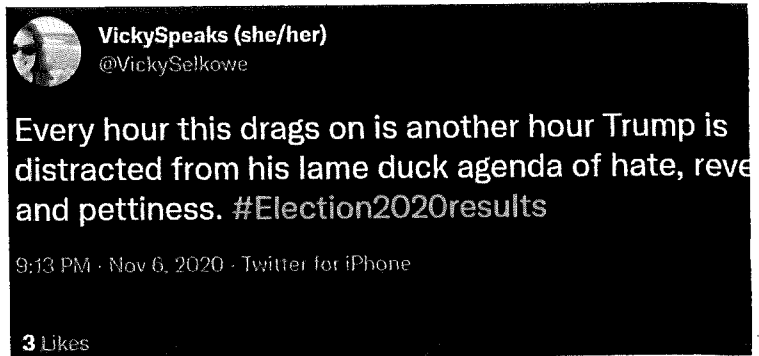 VickySpeaks (she/her)
@VickySelkowe
Every hour this drags on is another hour Trump is
distracted from his lame duck agenda of hate, reve
and pettiness. #Election2020results
9:13 PM · Nov 6, 2020 · Twitter for iPhone
3 Likes